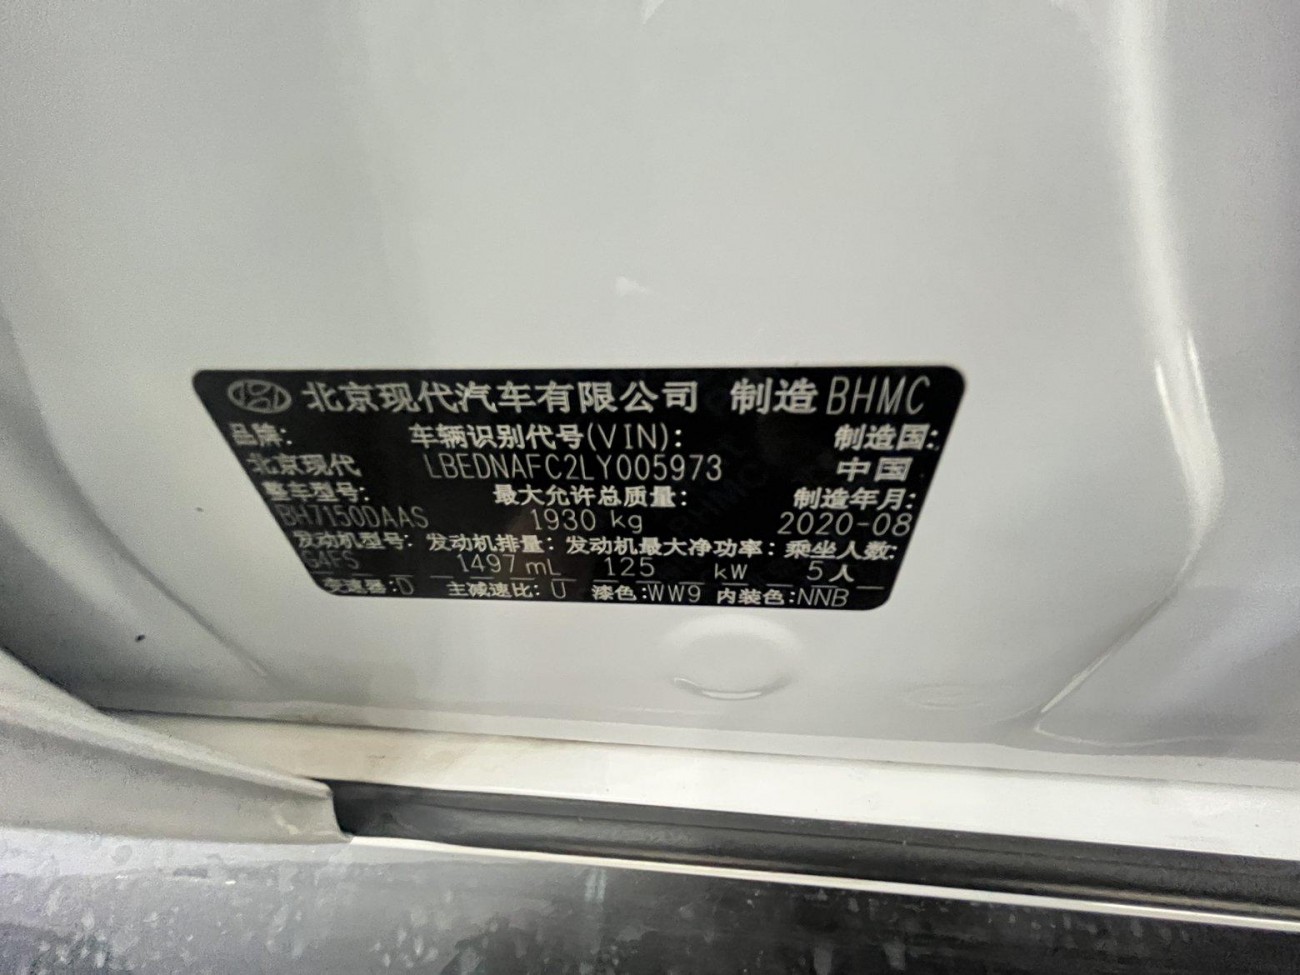 北京现代汽车有限公司 制造 BHMC
品牌: 车辆识别代号(VIN): 制造国:
北京现代 LBEDNAFC2LY005973 中国
整车型号: 最大允许总质量: 制造年月:
BH7150DAAS 1930 kg 2020-08
发动机型号: 发动机排量: 发动机最大净功率: 乘坐人数:
G4FS 1497 mL 125 kW 5人
变速器:D 主减速比: U 漆色:WW9 内装色:NNB